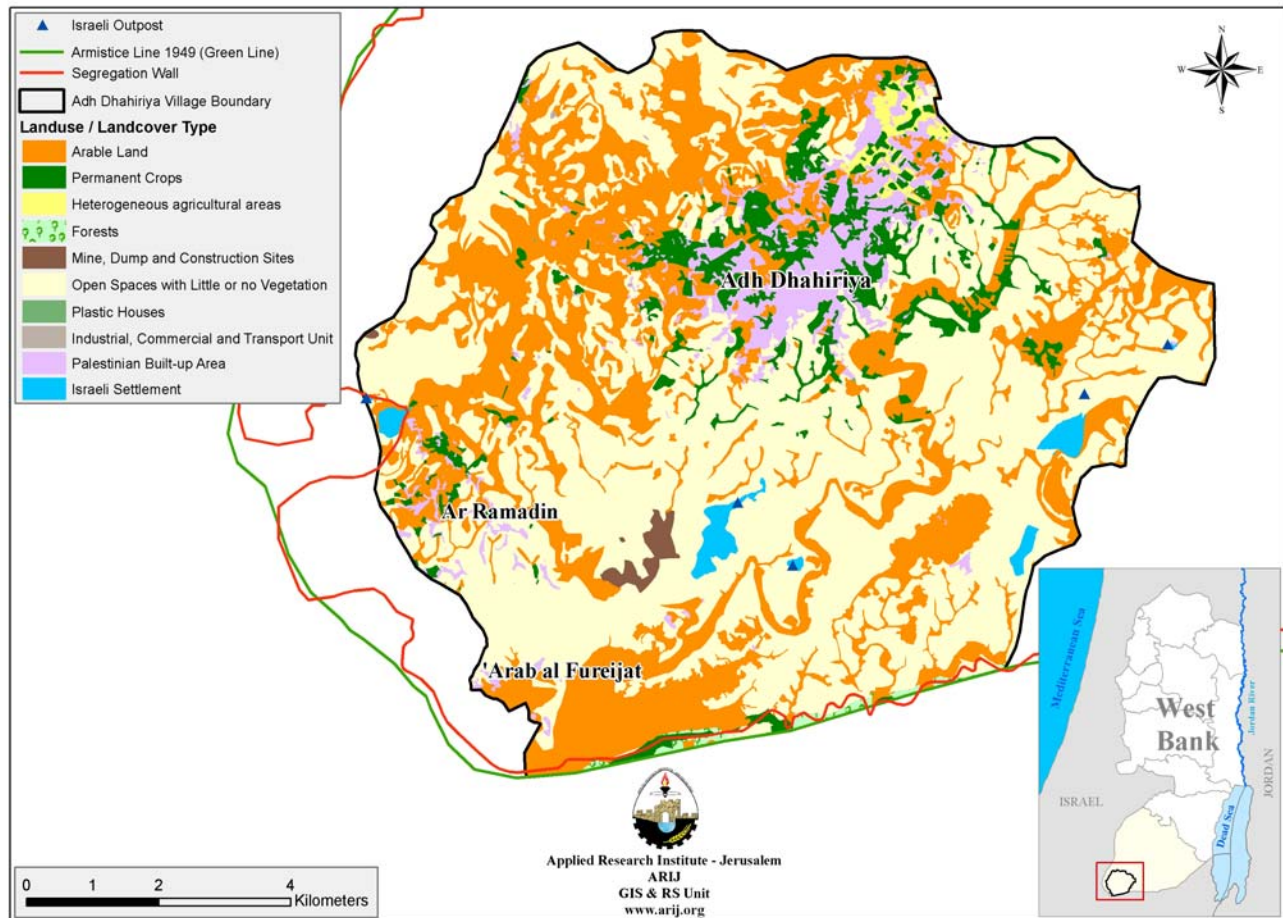 Israeli Outpost
Armistice Line 1949 (Green Line)
Segregation Wall
Adh Dhahiriya Village Boundary
Landuse / Landcover Type
Arable Land
Permanent Crops
Heterogeneous agricultural areas
Forests
Mine, Dump and Construction Sites
Open Spaces with Little or no Vegetation
Plastic Houses
Industrial, Commercial and Transport Unit
Palestinian Built-up Area
Israeli Settlement
N
W E
S
Adh Dhahiriya
Ar Ramadin
'Arab al Fureijat
Applied Research Institute - Jerusalem
ARIJ
GIS & RS Unit
www.arij.org
0 1 2 4
Kilometers
Mediterranean Sea
West
Bank
Jordan River
JORDAN
ISRAEL
Dead Sea